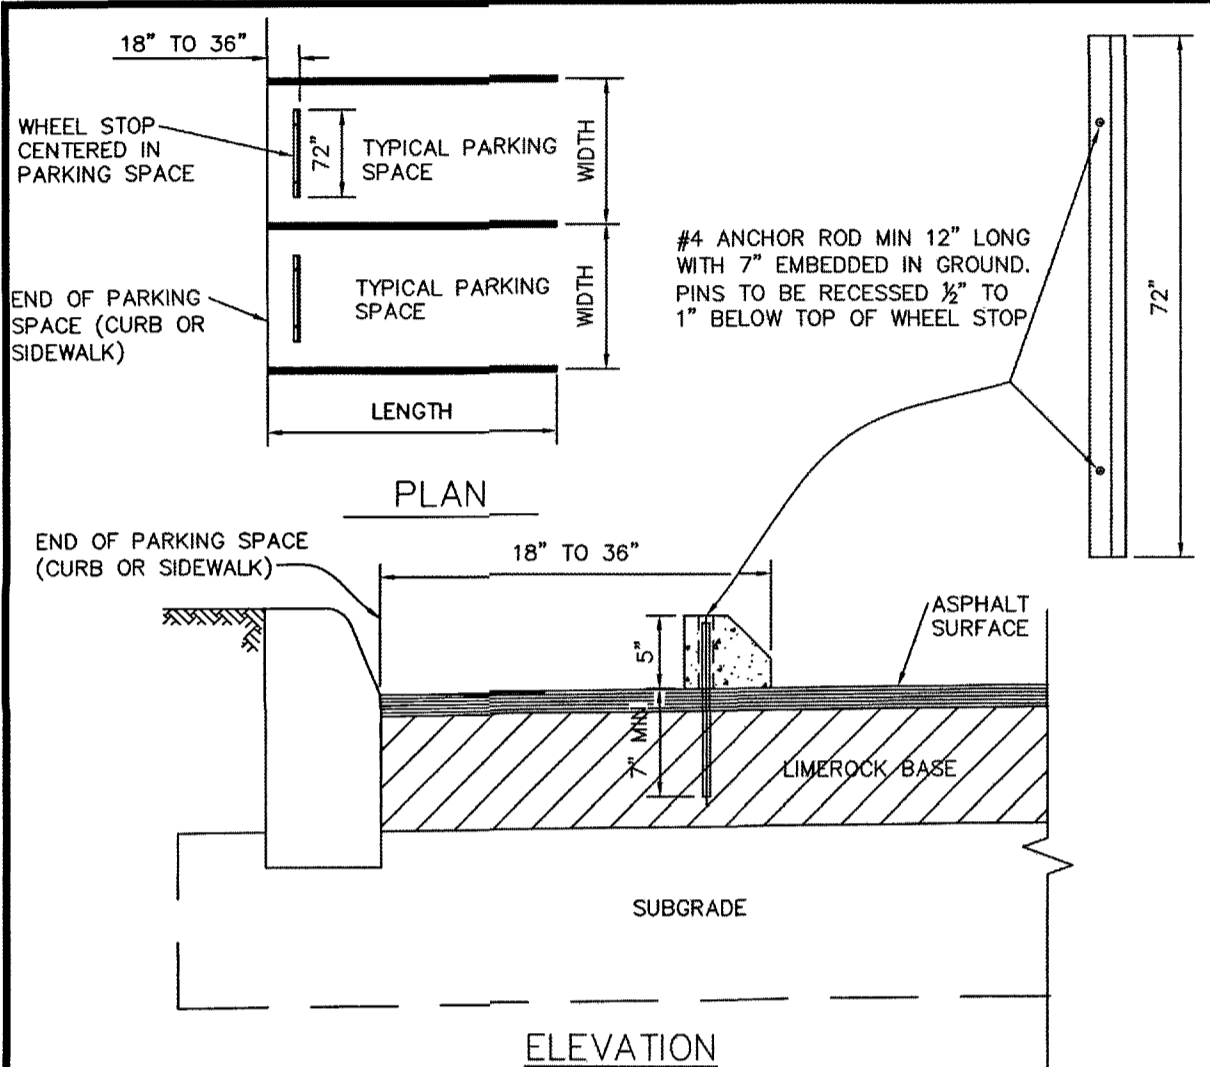 18" TO 36"
WHEEL STOP
CENTERED IN
PARKING SPACE
72"
TYPICAL PARKING
SPACE
WIDTH
END OF PARKING
SPACE (CURB OR
SIDEWALK)
TYPICAL PARKING
SPACE
WIDTH
LENGTH
PLAN
#4 ANCHOR ROD MIN 12" LONG
WITH 7" EMBEDDED IN GROUND.
PINS TO BE RECESSED ½" TO
1" BELOW TOP OF WHEEL STOP
72"
END OF PARKING SPACE
(CURB OR SIDEWALK)
18" TO 36"
5"
ASPHALT
SURFACE
7" MIN
LIMEROCK BASE
SUBGRADE
ELEVATION